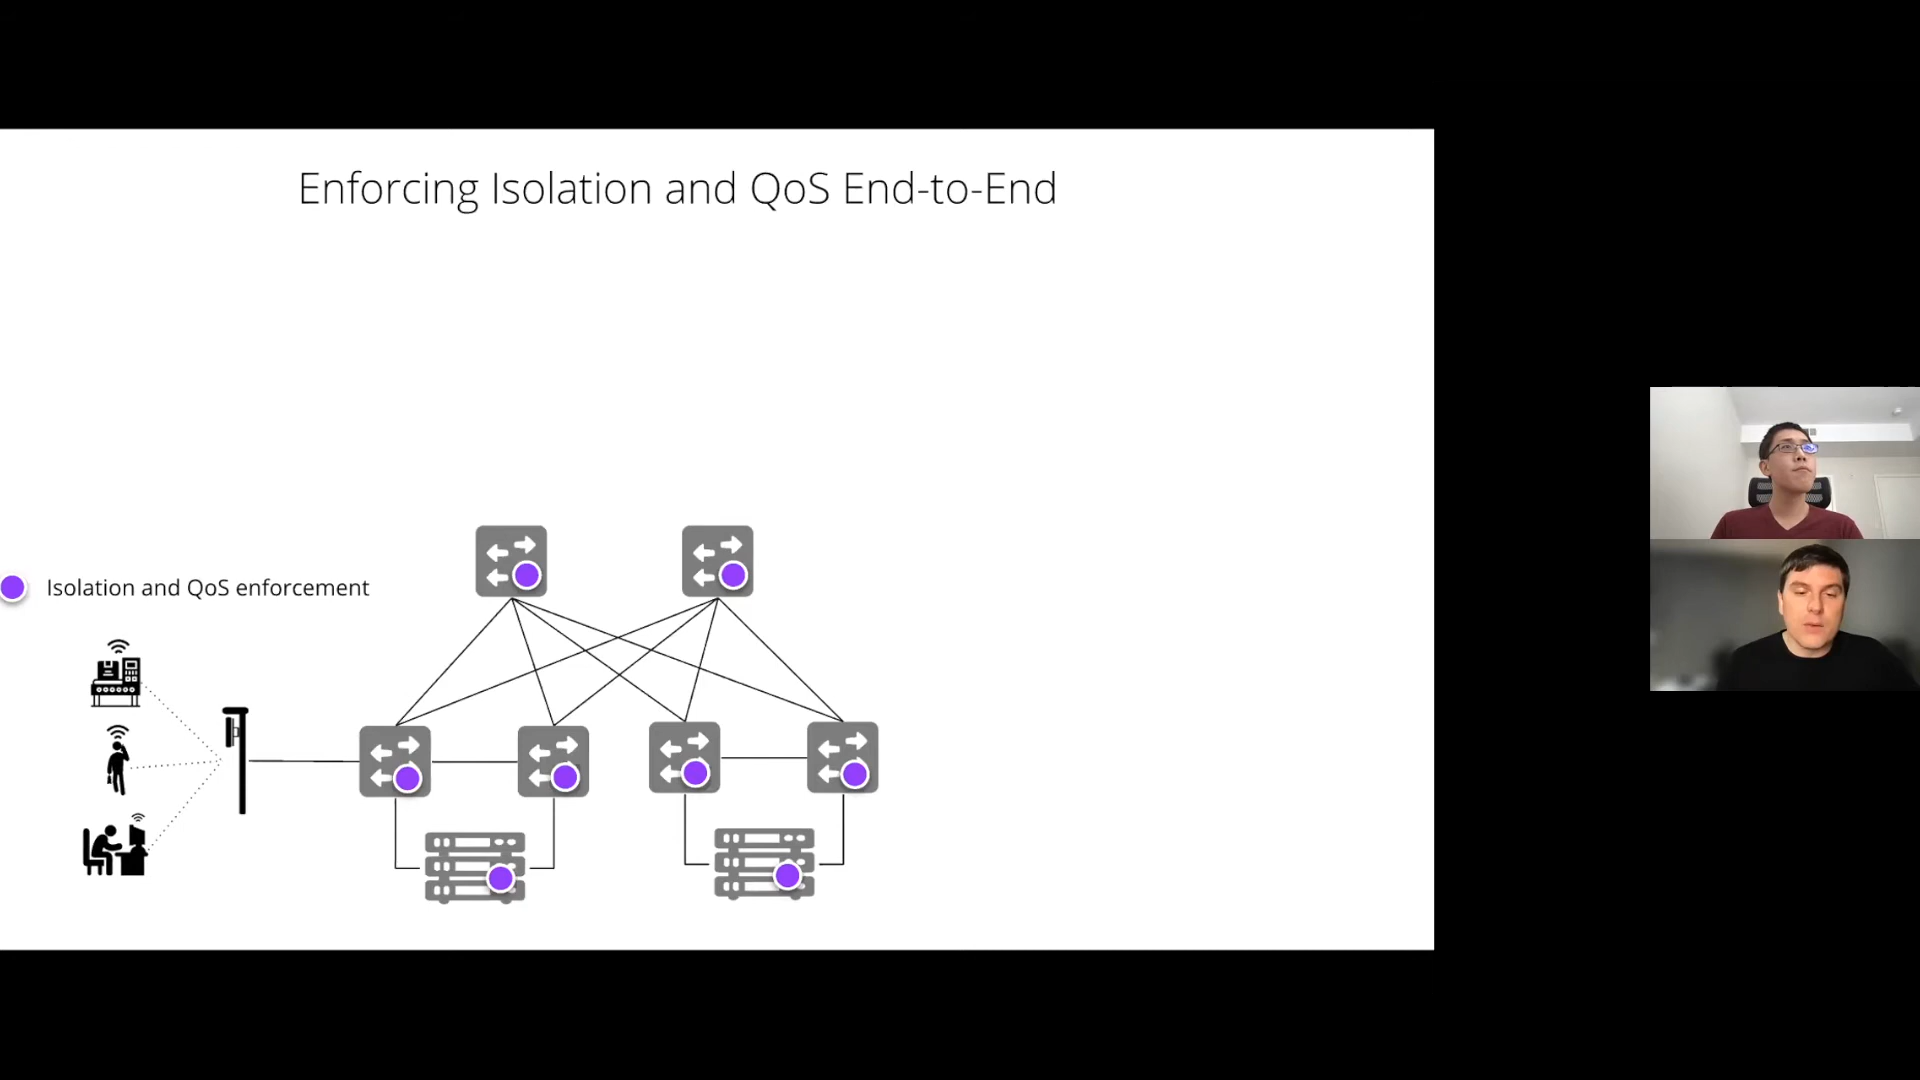 Enforcing Isolation and QoS End-to-End
Isolation and QoS enforcement